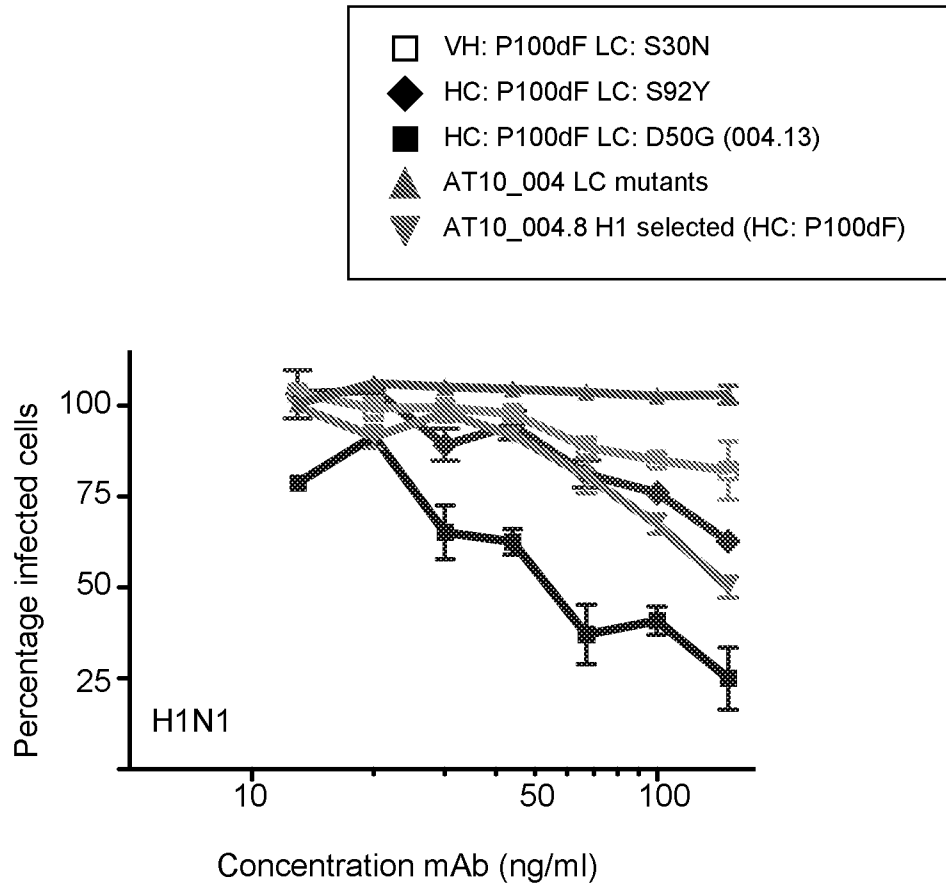 VH: P100dF LC: S30N
HC: P100dF LC: S92Y
HC: P100dF LC: D50G (004.13)
AT10_004 LC mutants
AT10_004.8 H1 selected (HC: P100dF)
Percentage infected cells
100
75
50
25
H1N1
10
50
100
Concentration mAb (ng/ml)